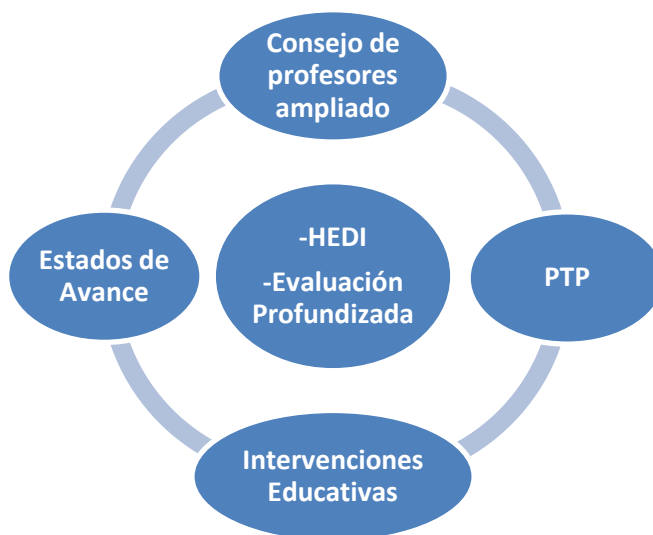 Consejo de
profesores
ampliado
Estados de
Avance
-HEDI
-Evaluación
Profundizada
PTP
Intervenciones
Educativas